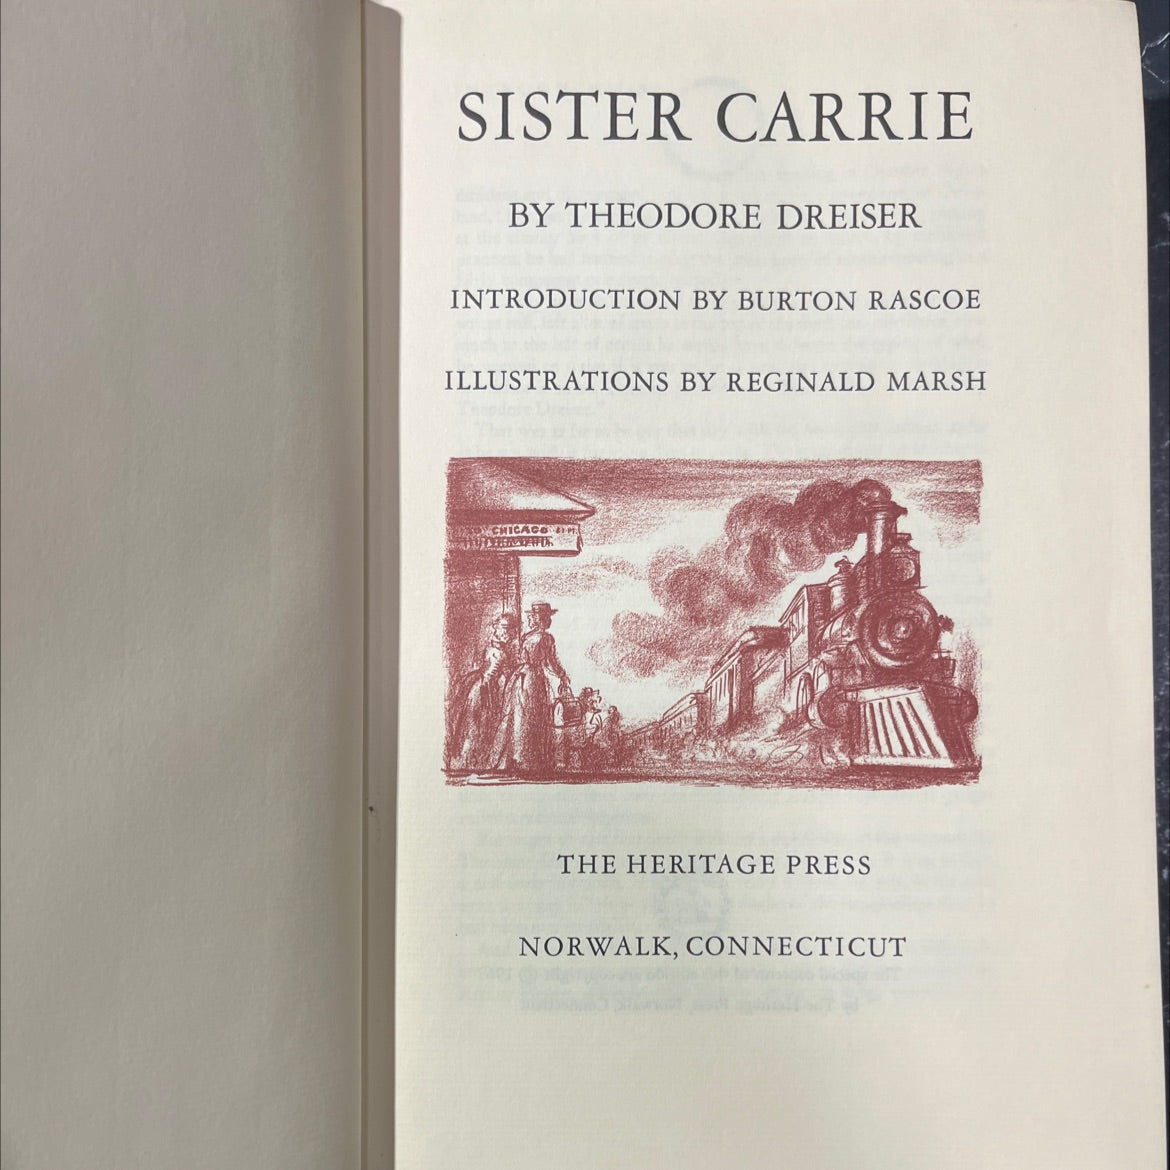 SISTER CARRIE
BY THEODORE DREISER
INTRODUCTION BY BURTON RASCOE
ILLUSTRATIONS BY REGINALD MARSH
CHICAGO
THE HERITAGE PRESS
NORWALK, CONNECTICUT